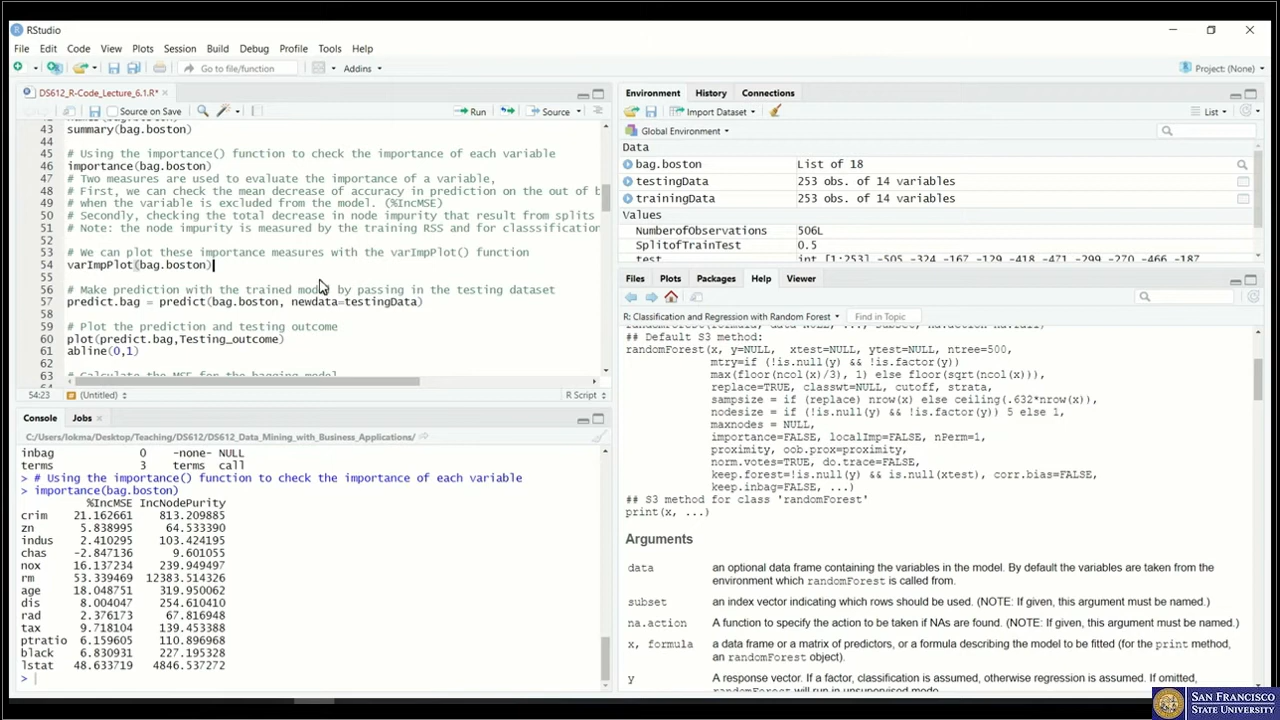 RStudio
File Edit Code View Plots Session Build Debug Profile Tools Help
Go to file/function Addins Project: (None)
DS612_R-Code_Lecture_6.1.R*
Source on Save Run Source
43 summary(bag.boston)
44
45 # Using the importance() function to check the importance of each variable
46 importance(bag.boston)
47 # Two measures are used to evaluate the importance of a variable,
48 # First, we can check the mean decrease of accuracy in prediction on the out of b
49 # when the variable is excluded from the model. (%IncMSE)
50 # Secondly, checking the total decrease in node impurity that result from splits
51 # Note: the node impurity is measured by the training RSS and for classsification
52
53 # We can plot these importance measures with the varImpPlot() function
54 varImpPlot(bag.boston)
55
56 # Make prediction with the trained model by passing in the testing dataset
57 predict.bag = predict(bag.boston, newdata=testingData)
58
59 # Plot the prediction and testing outcome
60 plot(predict.bag,Testing_outcome)
61 abline(0,1)
62
63 # Calculate the MSE for the bagging model
54:23 (Untitled) R Script
Console Jobs
C:/Users/lokma/Desktop/Teaching/DS612/DS612_Data_Mining_with_Business_Applications/
inbag 0 -none- NULL
terms 3 terms call
> # Using the importance() function to check the importance of each variable
> importance(bag.boston)
%IncMSE IncNodePurity
crim 21.162661 813.209885
zn 5.838995 64.533390
indus 2.410295 103.424195
chas -2.847136 9.601055
nox 16.137234 239.949497
rm 53.339469 12383.514326
age 18.048751 319.950062
dis 8.004047 254.610410
rad 2.376173 67.816948
tax 9.718104 139.453388
ptratio 6.159605 110.896968
black 6.830931 227.195328
lstat 48.633719 4846.537272
>
Environment History Connections
Import Dataset List
Global Environment
Data
bag.boston List of 18
testingData 253 obs. of 14 variables
trainingData 253 obs. of 14 variables
Values
NumberofObservations 506L
SplitofTrainTest 0.5
test int [1:253] -505 -324 -167 -129 -418 -471 -299 -270 -466 -187
Files Plots Packages Help Viewer
R: Classification and Regression with Random Forest Find in Topic
randomForest(formula, data=NULL, ..., subset, na.action=na.fail)
## Default S3 method:
randomForest(x, y=NULL, xtest=NULL, ytest=NULL, ntree=500,
mtry=if (!is.null(y) && !is.factor(y))
max(floor(ncol(x)/3), 1) else floor(sqrt(ncol(x))),
replace=TRUE, classwt=NULL, cutoff, strata,
sampsize = if (replace) nrow(x) else ceiling(.632*nrow(x)),
nodesize = if (!is.null(y) && !is.factor(y)) 5 else 1,
maxnodes = NULL,
importance=FALSE, localImp=FALSE, nPerm=1,
proximity, oob.prox=proximity,
norm.votes=TRUE, do.trace=FALSE,
keep.forest=!is.null(y) && is.null(xtest), corr.bias=FALSE,
keep.inbag=FALSE, ...)
## S3 method for class 'randomForest'
print(x, ...)
Arguments
data an optional data frame containing the variables in the model. By default the variables are taken from the
environment which randomForest is called from.
subset an index vector indicating which rows should be used. (NOTE: If given, this argument must be named.)
na.action A function to specify the action to be taken if NAs are found. (NOTE: If given, this argument must be named.)
x, formula a data frame or a matrix of predictors, or a formula describing the model to be fitted (for the print method,
an randomForest object).
y A response vector. If a factor, classification is assumed, otherwise regression is assumed. If omitted,
randomForest will run in unsupervised mode.
SAN FRANCISCO
STATE UNIVERSITY